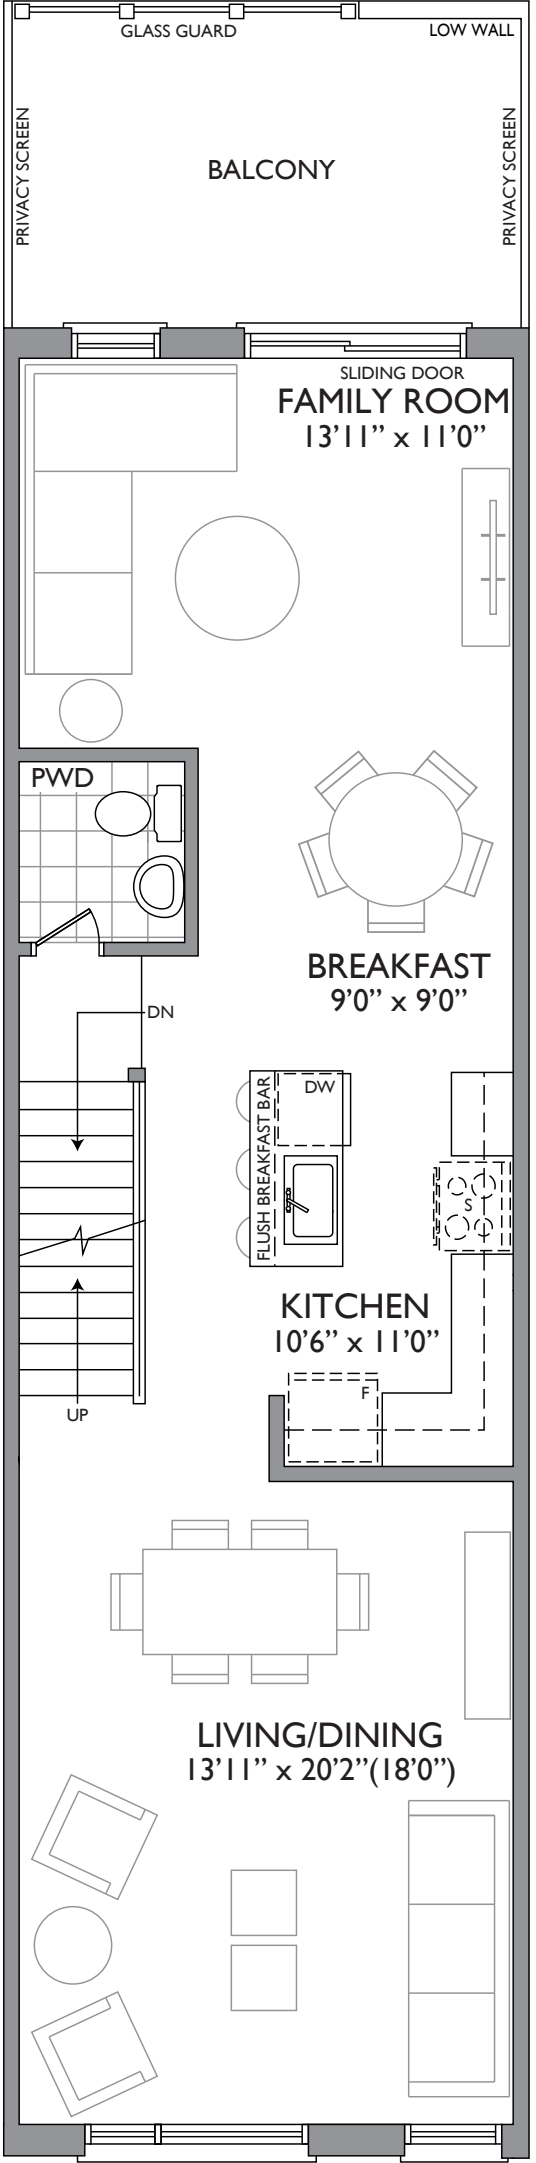 GLASS GUARD
LOW WALL
PRIVACY SCREEN
PRIVACY SCREEN
BALCONY
SLIDING DOOR
FAMILY ROOM
13'11” x 11'0”
PWD
BREAKFAST
9'0” x 9'0”
DN
DW
FLUSH BREAKFAST BAR
S
KITCHEN
10'6” x 11'0”
F
UP
LIVING/DINING
13'11” x 20'2”(18'0”)